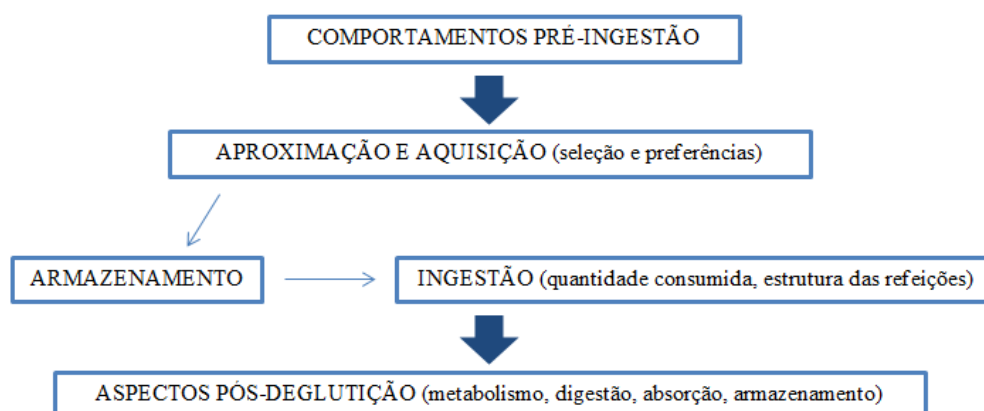 COMPORTAMENTOS PRÉ-INGESTÃO
APROXIMAÇÃO E AQUISIÇÃO (seleção e preferências)
ARMAZENAMENTO
INGESTÃO (quantidade consumida, estrutura das refeições)
ASPECTOS PÓS-DEGLUTIÇÃO (metabolismo, digestão, absorção, armazenamento)